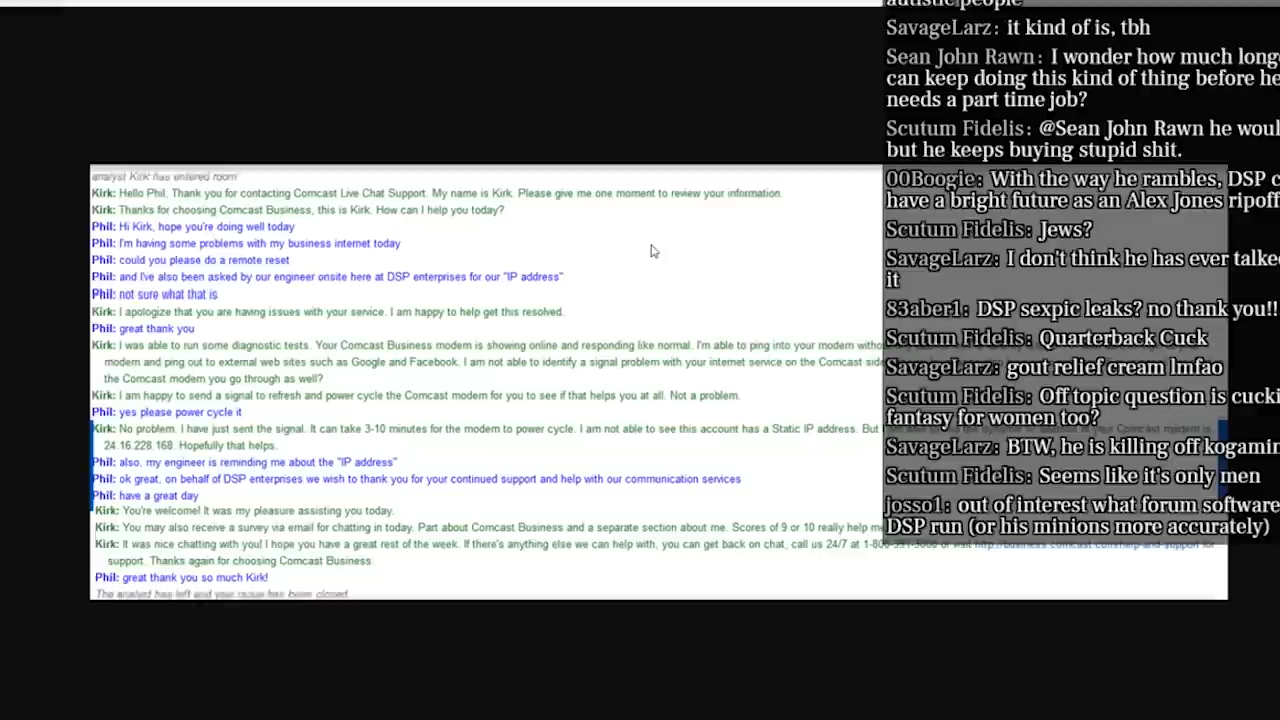 autistic people
SavageLarz: it kind of is, tbh
Sean John Rawn: I wonder how much
can keep doing this kind of thing before he
needs a part time job?
Scutum Fidelis: @Sean John Rawn he
but he keeps buying stupid shit.
analyst Kirk has entered room
Kirk: Hello Phil, Thank you for contacting Comcast Live Chat Support. My name is Kirk. Please give me one moment to review your information.
Kirk: Thanks for choosing Comcast Business, this is Kirk. How can I help you today?
Phil: Hi Kirk, hope you're doing well today
Phil: I'm having some problems with my business internet today
Phil: could you please do a remote reset
Phil: and I've also been asked by our engineer onsite here at DSP enterprises for our "IP address"
Phil: not sure what that is
Kirk: I apologize that you are having issues with your service. I am happy to help get this resolved.
Phil: great thank you
Kirk: I was able to run some diagnostic tests. Your Comcast Business modem is showing online and responding like normal. I'm able to ping into your modem
modem and ping out to external web sites such as Google and Facebook. I am not able to identify a signal problem with your internet service on the Comcast
the Comcast modem you go through as well?
Kirk: I am happy to send a signal to refresh and power cycle the Comcast modem for you to see if that helps you at all. Not a problem.
Phil: yes please power cycle it
Kirk: No problem. I have just sent the signal. It can take 3-10 minutes for the modem to power cycle. I am not able to see this account has a Static IP address. But
24.16.228.168. Hopefully that helps.
Phil: also, my engineer is reminding me about the "IP address"
Phil: ok great, on behalf of DSP enterprises we wish to thank you for your continued support and help with our communication services
Phil: have a great day
Kirk: You're welcome! It was my pleasure assisting you today.
Kirk: You may also receive a survey via email for chatting in today. Part about Comcast Business and a separate section about me. Scores of 9 or 10 really help
Kirk: It was nice chatting with you! I hope you have a great rest of the week. If there's anything else we can help with, you can get back on chat, call us 24/7 at
support. Thanks again for choosing Comcast Business
Phil: great thank you so much Kirk!
The analyst has left and your issue has been closed
00Boogie: With the way he rambles, DSP
have a bright future as an Alex Jones ripoff
Scutum Fidelis: Jews?
SavageLarz: I don't think he has ever
it
83aber1: DSP sexpic leaks? no thank you!!
Scutum Fidelis: Quarterback Cuck
SavageLarz: gout relief cream lmfao
Scutum Fidelis: Off topic question is
fantasy for women too?
SavageLarz: BTW, he is killing off
Scutum Fidelis: Seems like it's only men
josso1: out of interest what forum software
DSP run (or his minions more accurately)